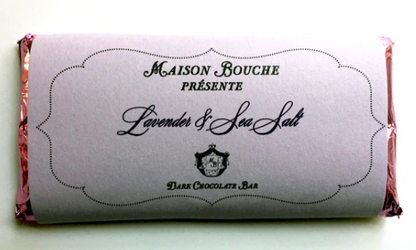 Maison Bouche
présente
Lavender & Sea Salt
Dark Chocolate Bar